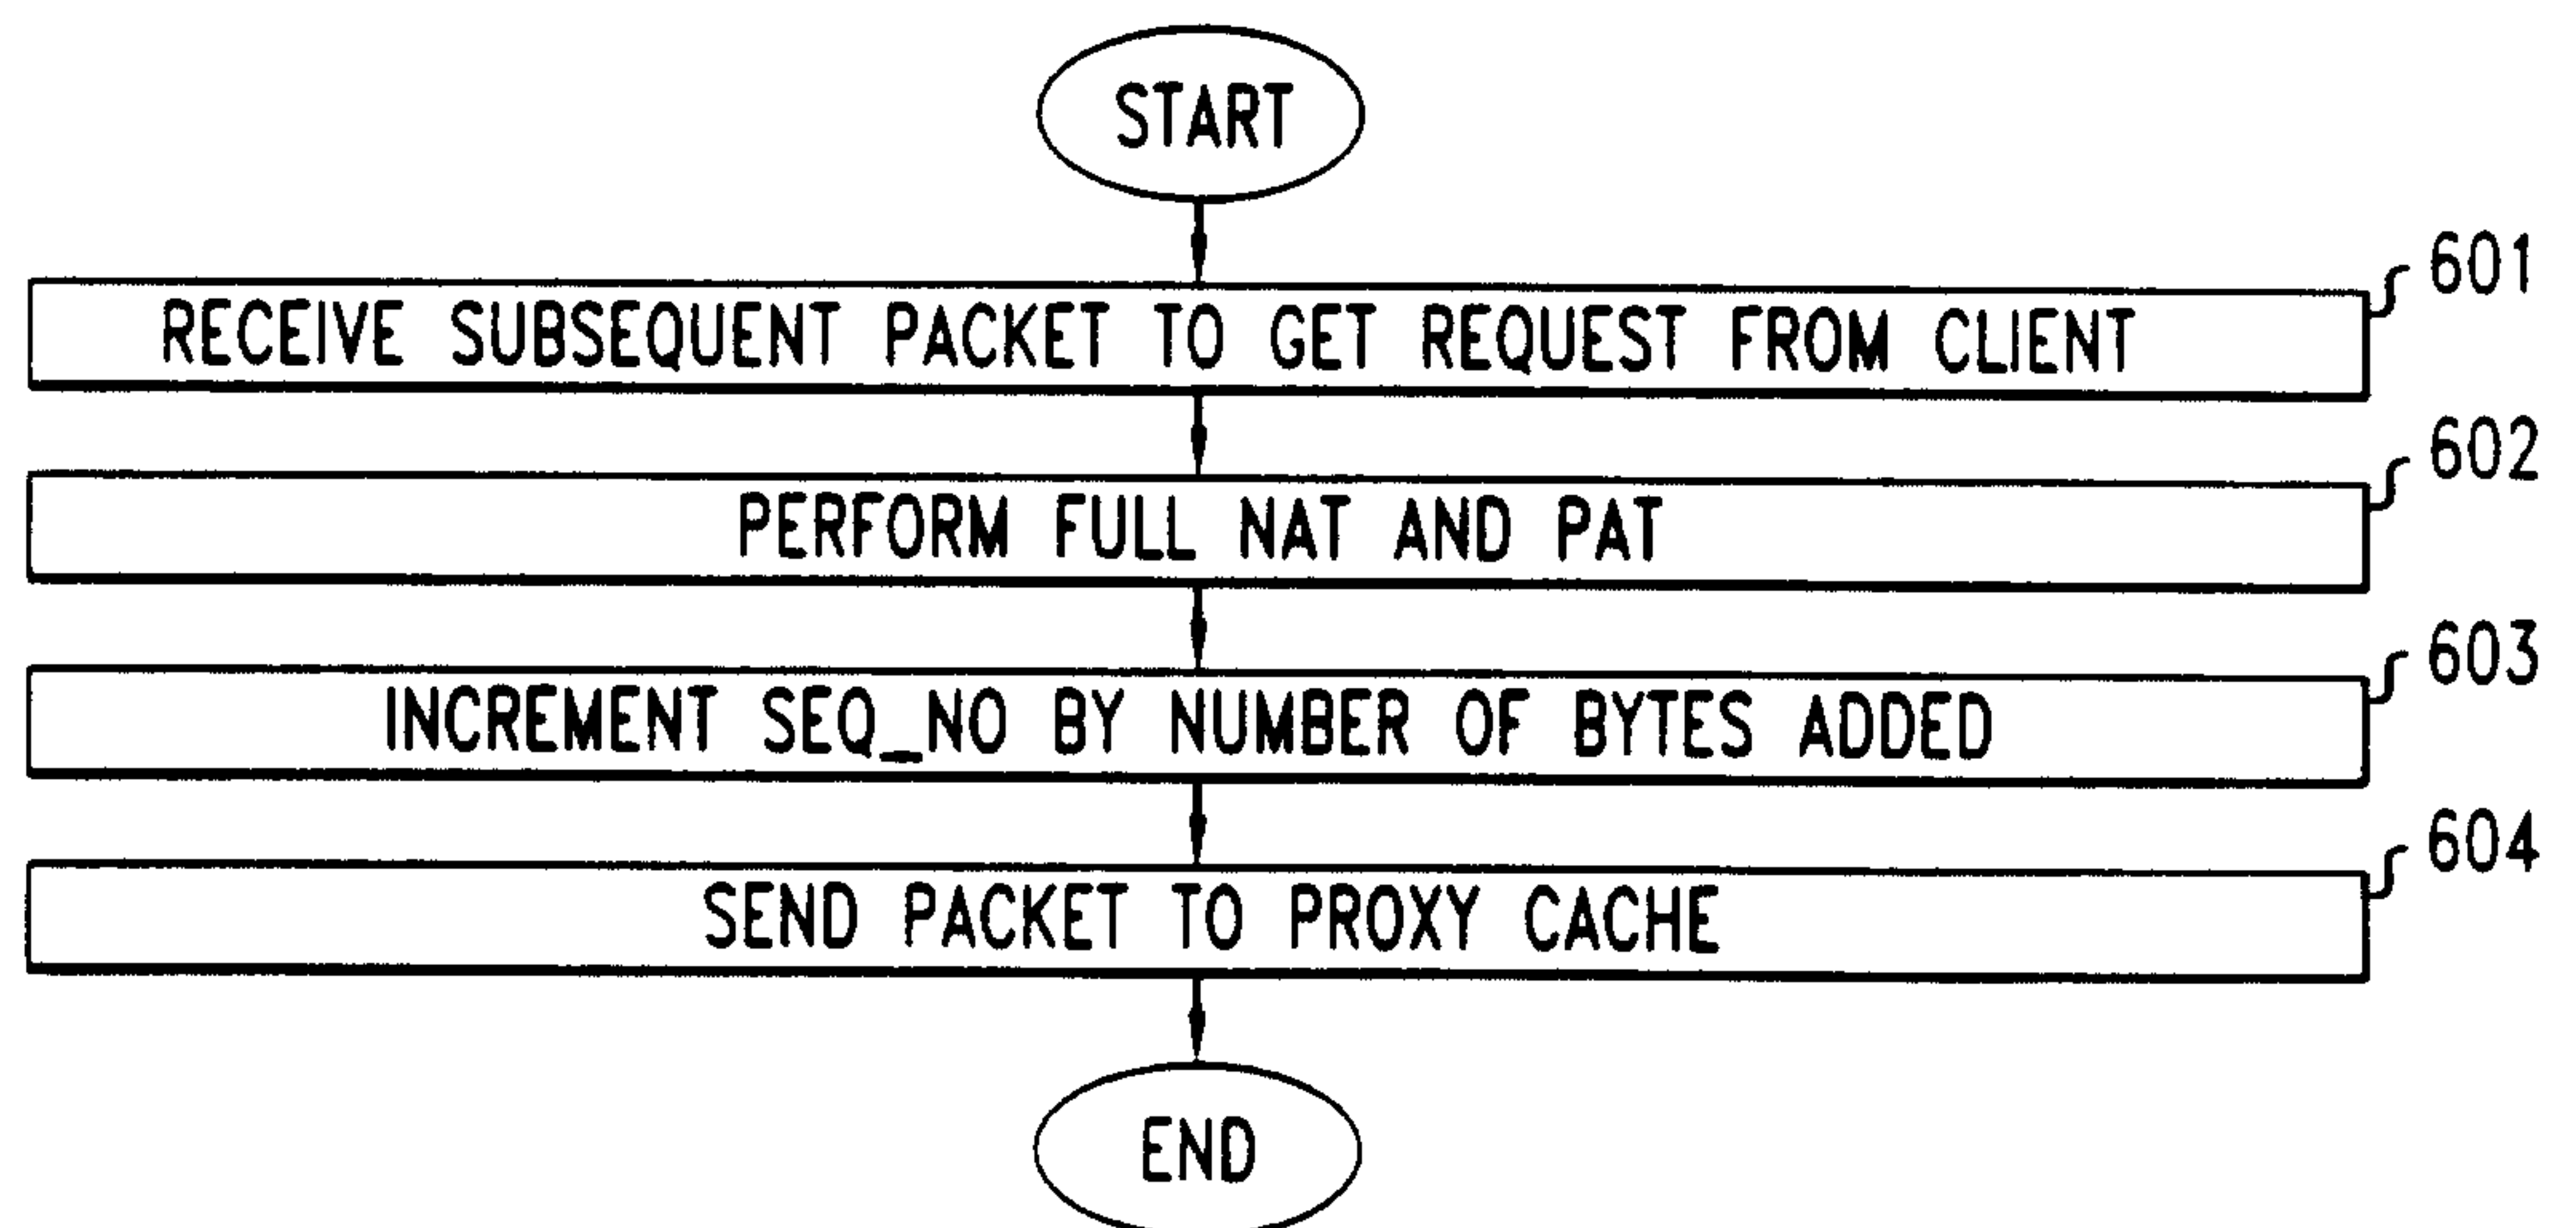 START
601
RECEIVE SUBSEQUENT PACKET TO GET REQUEST FROM CLIENT
602
PERFORM FULL NAT AND PAT
603
INCREMENT SEQ_NO BY NUMBER OF BYTES ADDED
604
SEND PACKET TO PROXY CACHE
END